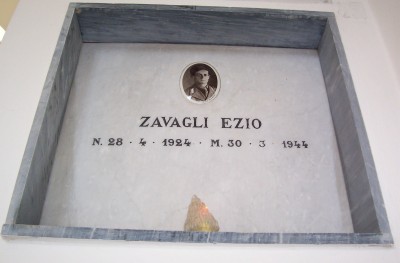 ZAVAGLI EZIO
N. 28 · 4 · 1924 · M. 30 · 3 · 1944